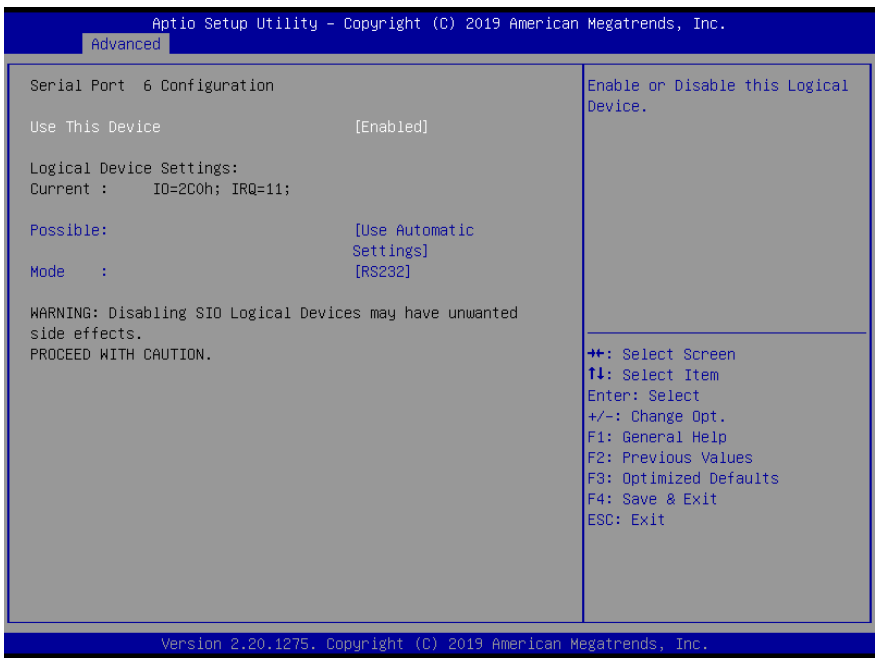 Aptio Setup Utility – Copyright (C) 2019 American Megatrends, Inc.
Advanced
Serial Port 6 Configuration
Use This Device [Enabled]
Logical Device Settings:
Current : IO=2C0h; IRQ=11;
Possible: [Use Automatic
Settings]
Mode : [RS232]
WARNING: Disabling SIO Logical Devices may have unwanted
side effects.
PROCEED WITH CAUTION.
Enable or Disable this Logical
Device.
→←: Select Screen
↑↓: Select Item
Enter: Select
+/-: Change Opt.
F1: General Help
F2: Previous Values
F3: Optimized Defaults
F4: Save & Exit
ESC: Exit
Version 2.20.1275. Copyright (C) 2019 American Megatrends, Inc.